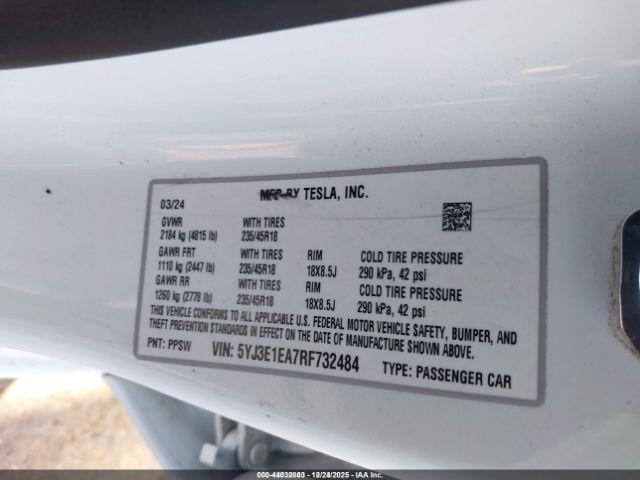 MFD BY TESLA, INC.
03/24
GVWR WITH TIRES
2184 kg (4815 lb) 235/45R18
GAWR FRT WITH TIRES RIM COLD TIRE PRESSURE
1110 kg (2447 lb) 235/45R18 18X8.5J 290 kPa, 42 psi
GAWR RR WITH TIRES RIM COLD TIRE PRESSURE
1260 kg (2778 lb) 235/45R18 18X8.5J 290 kPa, 42 psi
THIS VEHICLE CONFORMS TO ALL APPLICABLE U.S. FEDERAL MOTOR VEHICLE SAFETY, BUMPER, AND
THEFT PREVENTION STANDARDS IN EFFECT ON THE DATE OF MANUFACTURE SHOWN ABOVE.
PNT: PPSW VIN: 5YJ3E1EA7RF732484 TYPE: PASSENGER CAR
000-44032603 - 12/24/2025 - IAAI.COM